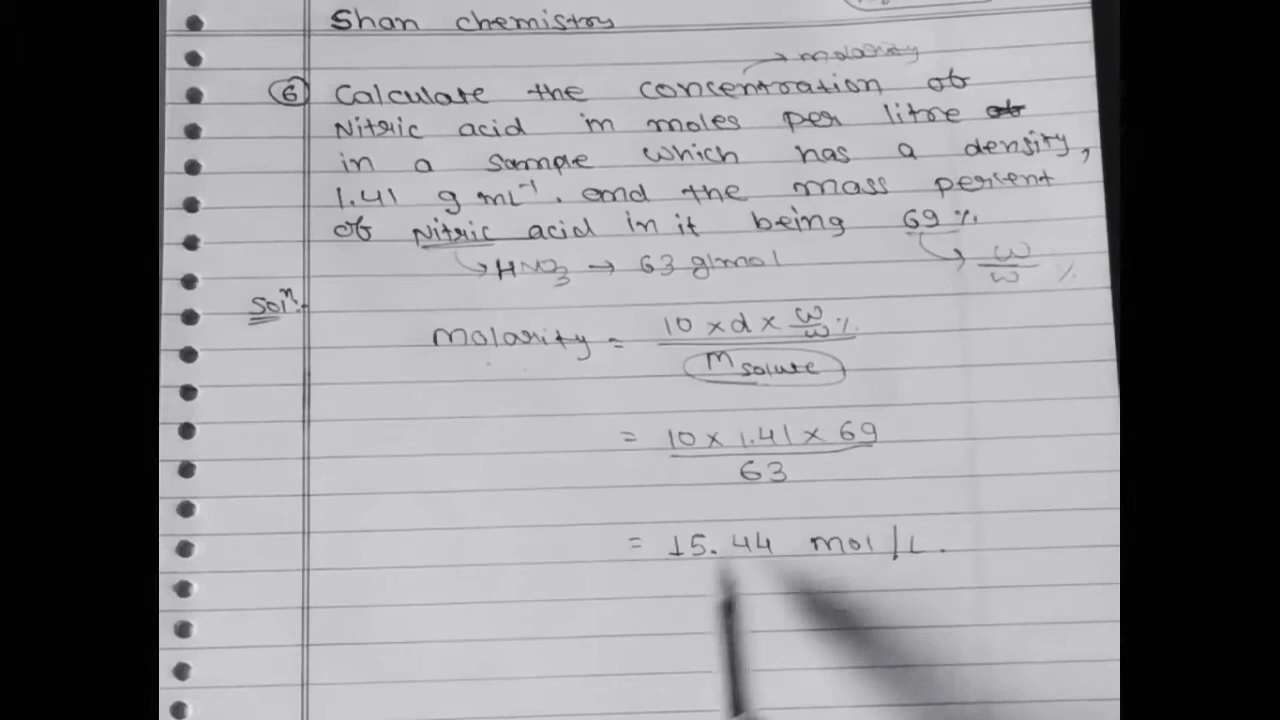 Shan chemistry
→ molarity
⑥ Calculate the concentration of
Nitric acid in moles per litre
in a sample which has a density,
1.41 g mL⁻¹. and the mass percent
of Nitric acid in it being 69 %
↳ HNO3 → 63 g/mol ↳ w/w %
Solⁿ:-
Molarity = 10 × d × w/w % / M solute
= 10 × 1.41 × 69 / 63
= 15.44 mol/L.